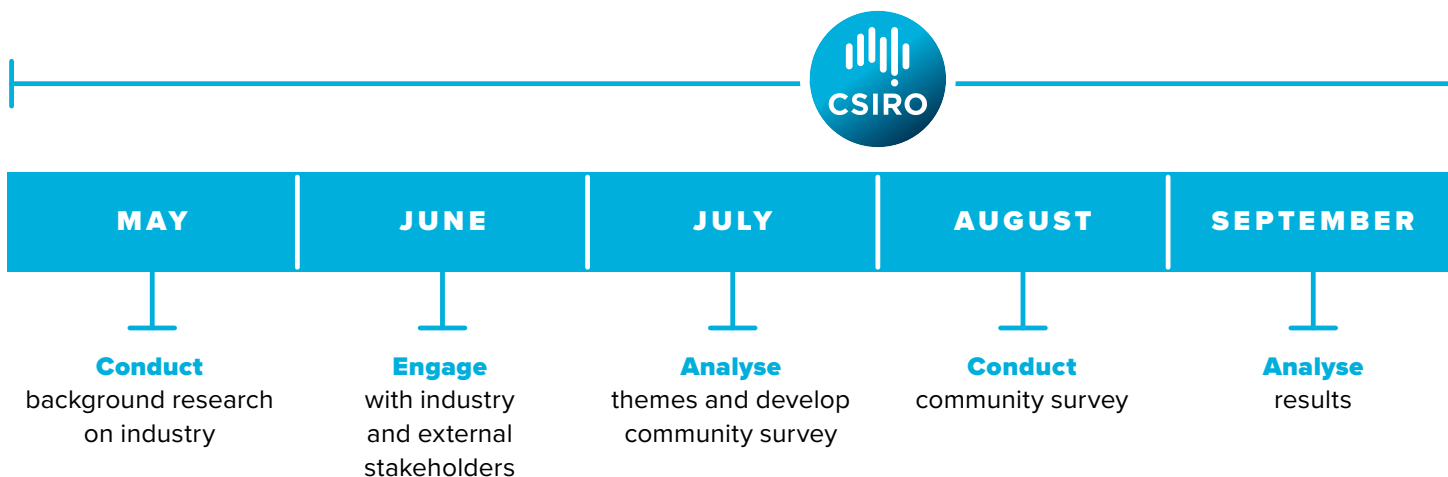 CSIRO
MAY
JUNE
JULY
AUGUST
SEPTEMBER
Conduct
background research
on industry
Engage
with industry
and external
stakeholders
Analyse
themes and develop
community survey
Conduct
community survey
Analyse
results